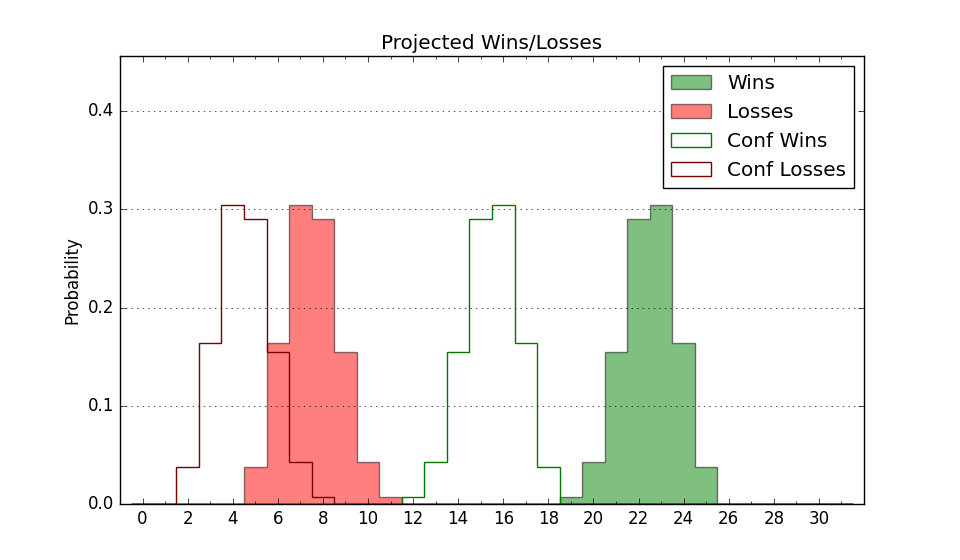 Projected Wins/Losses
Wins
Losses
Conf Wins
Conf Losses
Probability
0.4
0.3
0.2
0.1
0.0
0 2 4 6 8 10 12 14 16 18 20 22 24 26 28 30